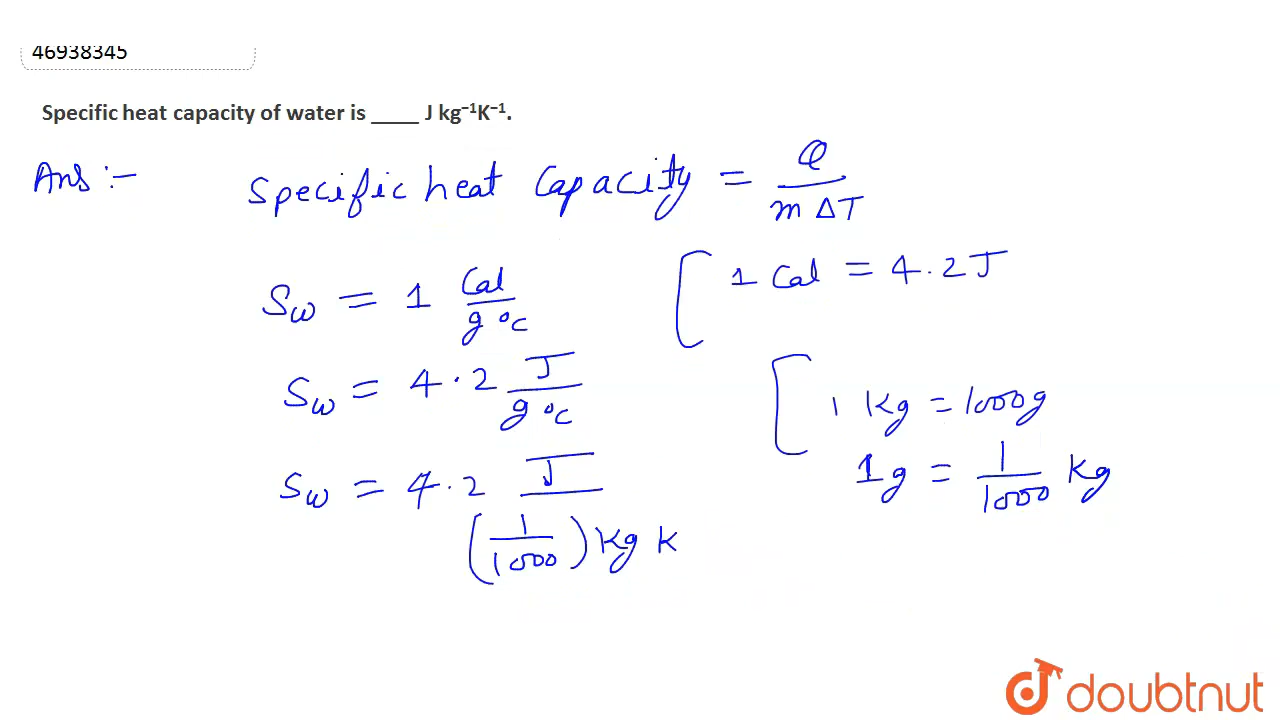 46938345
Specific heat capacity of water is ____ J kg⁻¹K⁻¹.
Ans :- Specific heat Capacity = Q / m ΔT
Sw = 1 Cal / g °C [ 1 Cal = 4.2 J
Sw = 4.2 J / g °C [ 1 Kg = 1000g
1g = 1/1000 Kg
Sw = 4.2 J / (1/1000) Kg K
doubtnut